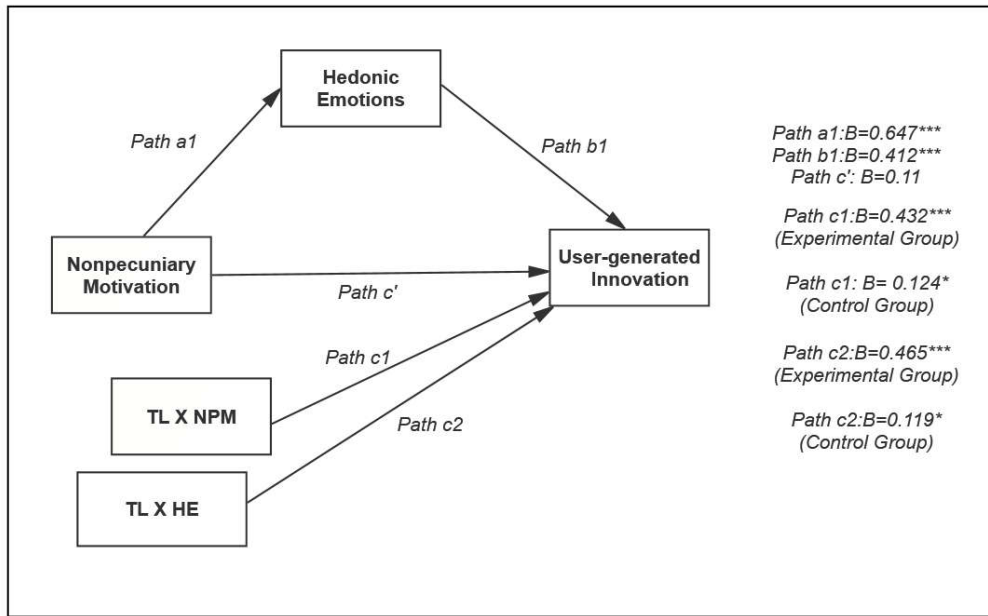 Hedonic
Emotions
Path a1
Path b1
Nonpecuniary
Motivation
Path c'
User-generated
Innovation
Path c1
TL X NPM
Path c2
TL X HE
Path a1:B=0.647***
Path b1:B=0.412***
Path c': B=0.11
Path c1:B=0.432***
(Experimental Group)
Path c1: B= 0.124*
(Control Group)
Path c2:B=0.465***
(Experimental Group)
Path c2:B=0.119*
(Control Group)